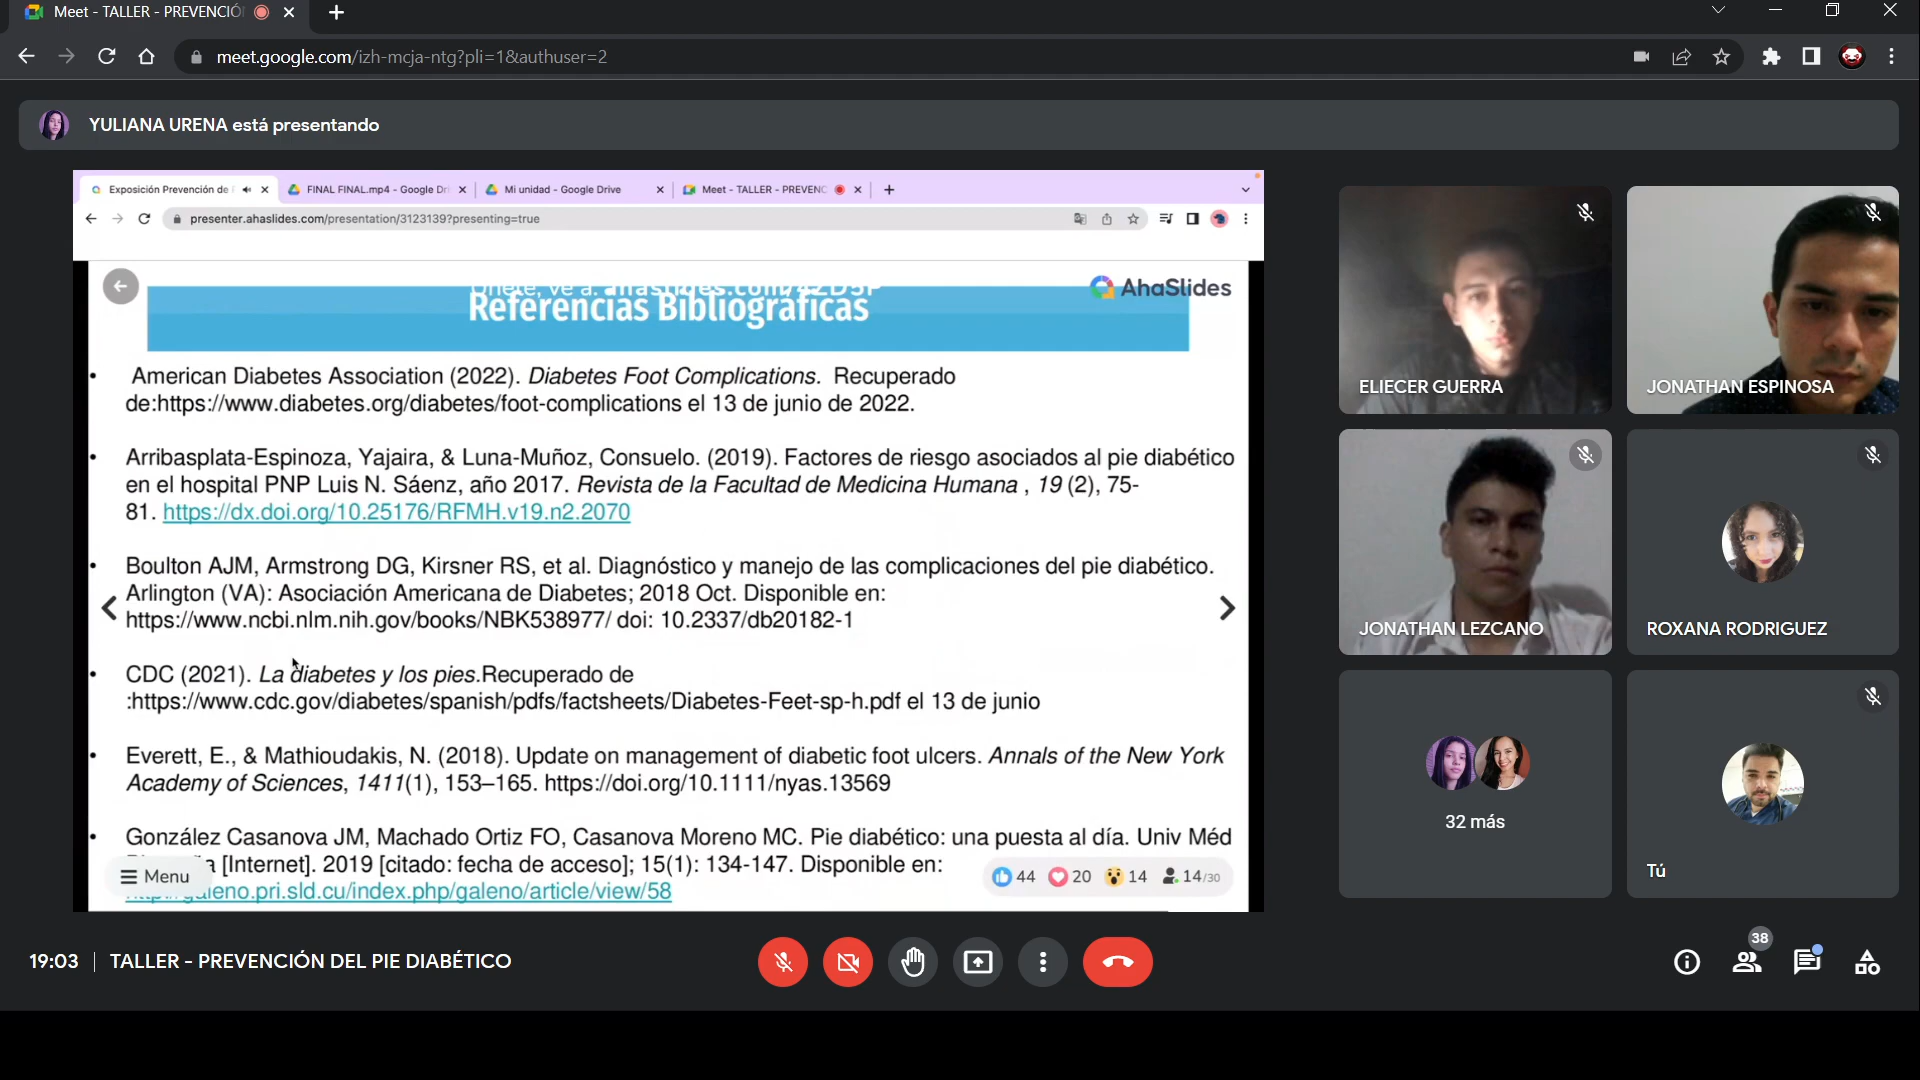 Meet - TALLER - PREVENCIÓN
meet.google.com/izh-mcja-ntg?pli=1&authuser=2
YULIANA URENA está presentando
Exposición Prevención de
FINAL FINAL.mp4 - Google Dri
Mi unidad - Google Drive
Meet - TALLER - PREVENC
presenter.ahaslides.com/presentation/3123139?presenting=true
AhaSlides
Referencias Bibliográficas
• American Diabetes Association (2022). Diabetes Foot Complications. Recuperado
de:https://www.diabetes.org/diabetes/foot-complications el 13 de junio de 2022.
• Arribasplata-Espinoza, Yajaira, & Luna-Muñoz, Consuelo. (2019). Factores de riesgo asociados al pie diabético
en el hospital PNP Luis N. Sáenz, año 2017. Revista de la Facultad de Medicina Humana , 19 (2), 75-
81. https://dx.doi.org/10.25176/RFMH.v19.n2.2070
• Boulton AJM, Armstrong DG, Kirsner RS, et al. Diagnóstico y manejo de las complicaciones del pie diabético.
Arlington (VA): Asociación Americana de Diabetes; 2018 Oct. Disponible en:
https://www.ncbi.nlm.nih.gov/books/NBK538977/ doi: 10.2337/db20182-1
• CDC (2021). La diabetes y los pies.Recuperado de
:https://www.cdc.gov/diabetes/spanish/pdfs/factsheets/Diabetes-Feet-sp-h.pdf el 13 de junio
• Everett, E., & Mathioudakis, N. (2018). Update on management of diabetic foot ulcers. Annals of the New York
Academy of Sciences, 1411(1), 153–165. https://doi.org/10.1111/nyas.13569
• González Casanova JM, Machado Ortiz FO, Casanova Moreno MC. Pie diabético: una puesta al día. Univ Méd
[Internet]. 2019 [citado: fecha de acceso]; 15(1): 134-147. Disponible en:
galeno.pri.sld.cu/index.php/galeno/article/view/58
Menu
44 20 14 14/30
ELIECER GUERRA
JONATHAN ESPINOSA
JONATHAN LEZCANO
ROXANA RODRIGUEZ
32 más
Tú
19:03 | TALLER - PREVENCIÓN DEL PIE DIABÉTICO
38